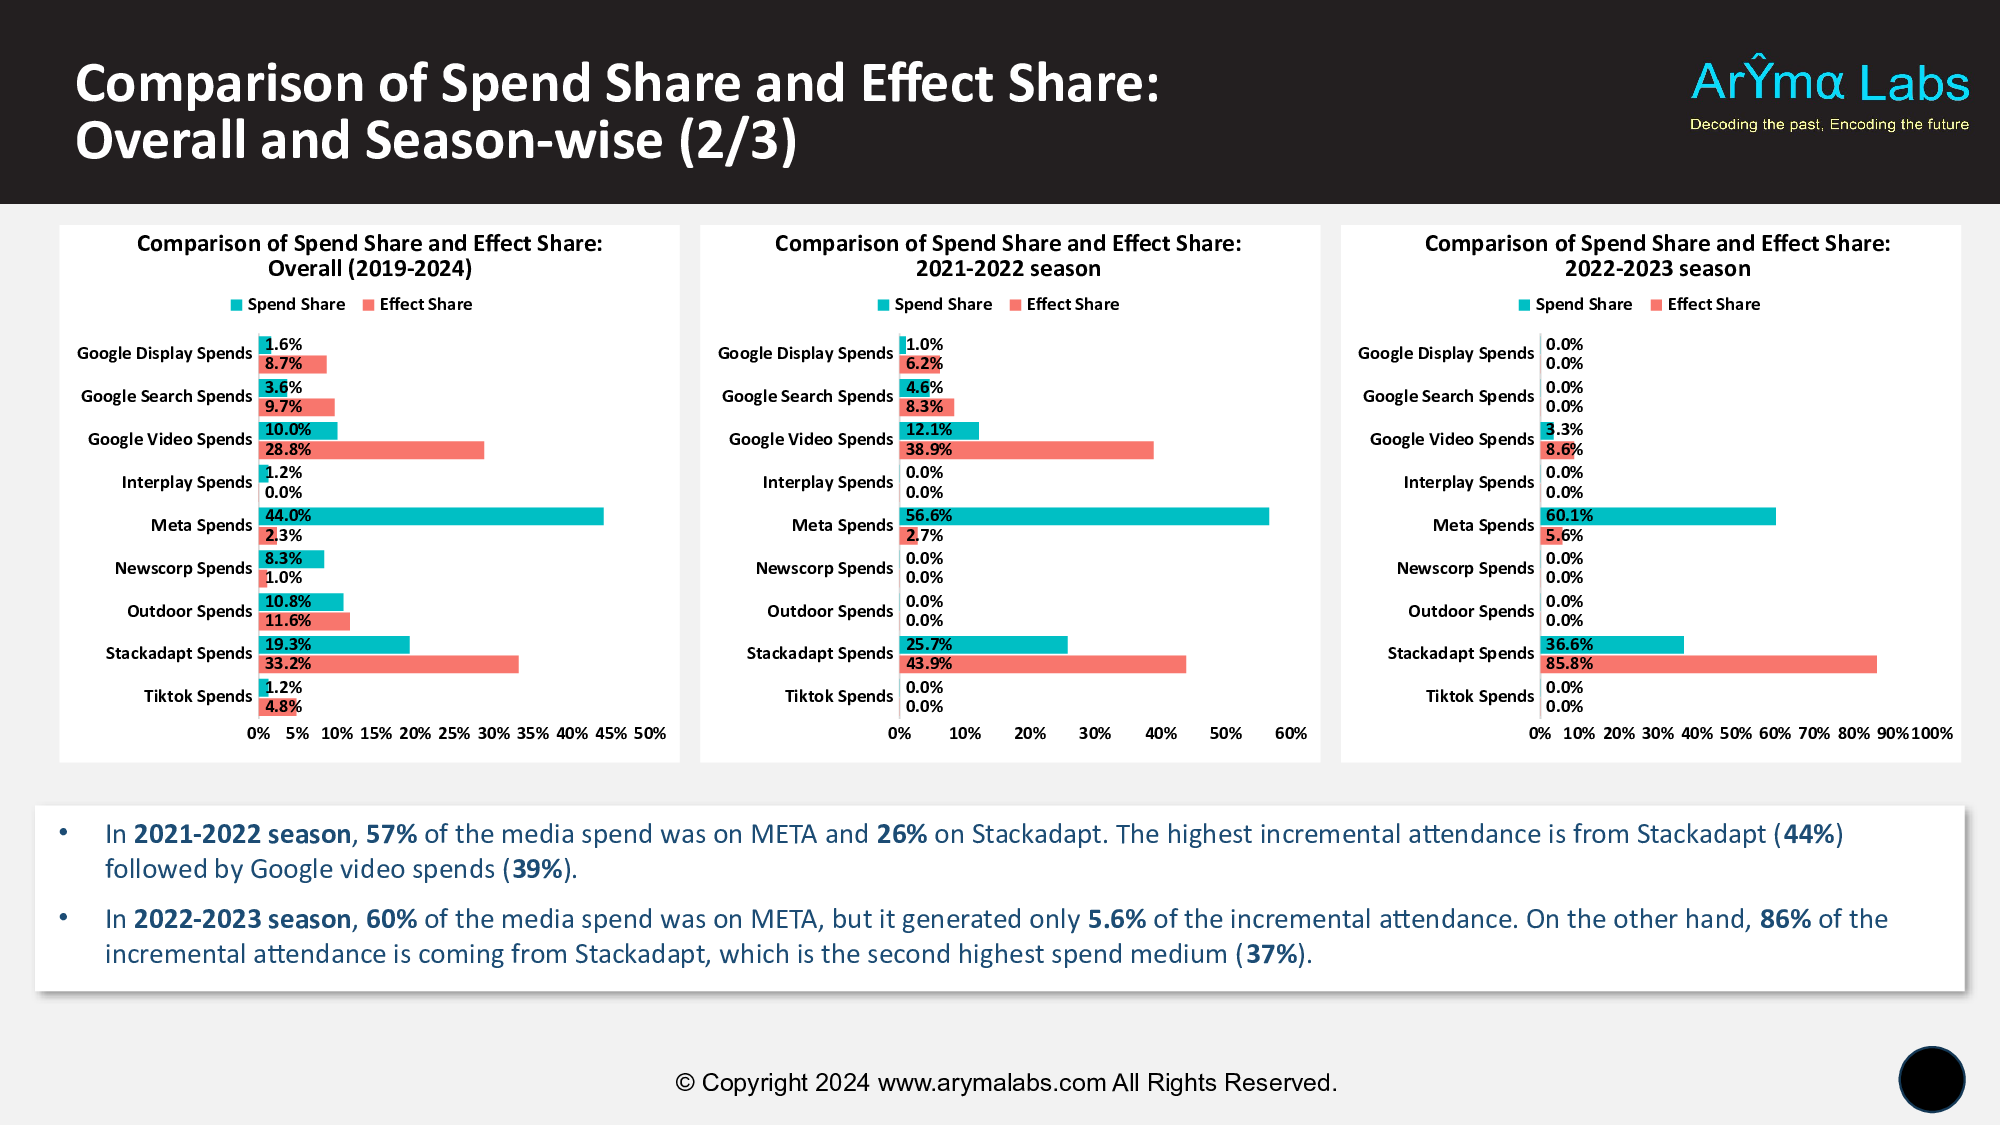 Comparison of Spend Share and Effect Share:
Overall and Season-wise (2/3)
ArŶmα Labs
Decoding the past, Encoding the future
Comparison of Spend Share and Effect Share:
Overall (2019-2024)
Spend Share Effect Share
Google Display Spends 1.6%
8.7%
Google Search Spends 3.6%
9.7%
Google Video Spends 10.0%
28.8%
Interplay Spends 1.2%
0.0%
Meta Spends 44.0%
2.3%
Newscorp Spends 8.3%
1.0%
Outdoor Spends 10.8%
11.6%
Stackadapt Spends 19.3%
33.2%
Tiktok Spends 1.2%
4.8%
0% 5% 10% 15% 20% 25% 30% 35% 40% 45% 50%
Comparison of Spend Share and Effect Share:
2021-2022 season
Spend Share Effect Share
Google Display Spends 1.0%
6.2%
Google Search Spends 4.6%
8.3%
Google Video Spends 12.1%
38.9%
Interplay Spends 0.0%
0.0%
Meta Spends 56.6%
2.7%
Newscorp Spends 0.0%
0.0%
Outdoor Spends 0.0%
0.0%
Stackadapt Spends 25.7%
43.9%
Tiktok Spends 0.0%
0.0%
0% 10% 20% 30% 40% 50% 60%
Comparison of Spend Share and Effect Share:
2022-2023 season
Spend Share Effect Share
Google Display Spends 0.0%
0.0%
Google Search Spends 0.0%
0.0%
Google Video Spends 3.3%
8.6%
Interplay Spends 0.0%
0.0%
Meta Spends 60.1%
5.6%
Newscorp Spends 0.0%
0.0%
Outdoor Spends 0.0%
0.0%
Stackadapt Spends 36.6%
85.8%
Tiktok Spends 0.0%
0.0%
0% 10% 20% 30% 40% 50% 60% 70% 80% 90% 100%
• In 2021-2022 season, 57% of the media spend was on META and 26% on Stackadapt. The highest incremental attendance is from Stackadapt (44%)
followed by Google video spends (39%).
• In 2022-2023 season, 60% of the media spend was on META, but it generated only 5.6% of the incremental attendance. On the other hand, 86% of the
incremental attendance is coming from Stackadapt, which is the second highest spend medium (37%).
© Copyright 2024 www.arymalabs.com All Rights Reserved.